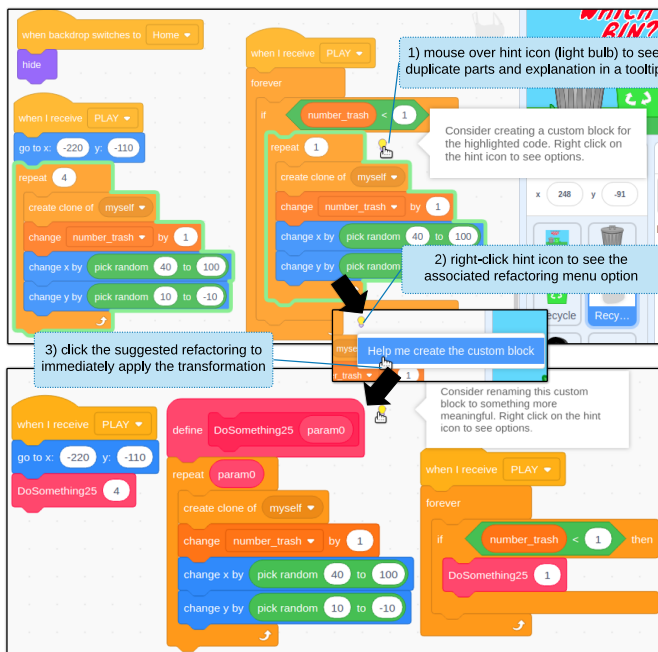 WHICH
BIN?
when backdrop switches to Home
hide
when I receive PLAY
go to x: -220 y: -110
repeat 4
create clone of myself
change number_trash by 1
change x by pick random 40 to 100
change y by pick random 10 to -10
when I receive PLAY
forever
if number_trash < 1
repeat 1
create clone of myself
change number_trash by 1
change x by pick random 40 to 100
change y by pick random
1) mouse over hint icon (light bulb) to see
duplicate parts and explanation in a tooltip
Consider creating a custom block for
the highlighted code. Right click on
the hint icon to see options.
x 248 y -91
ecycle Recy...
2) right-click hint icon to see the
associated refactoring menu option
myse
Help me create the custom block
r_trash 1
3) click the suggested refactoring to
immediately apply the transformation
when I receive PLAY
go to x: -220 y: -110
DoSomething25 4
define DoSomething25 param0
repeat param0
create clone of myself
change number_trash by 1
change x by pick random 40 to 100
change y by pick random 10 to -10
Consider renaming this custom
block to something more
meaningful. Right click on the hint
icon to see options.
when I receive PLAY
forever
if number_trash < 1 then
DoSomething25 1